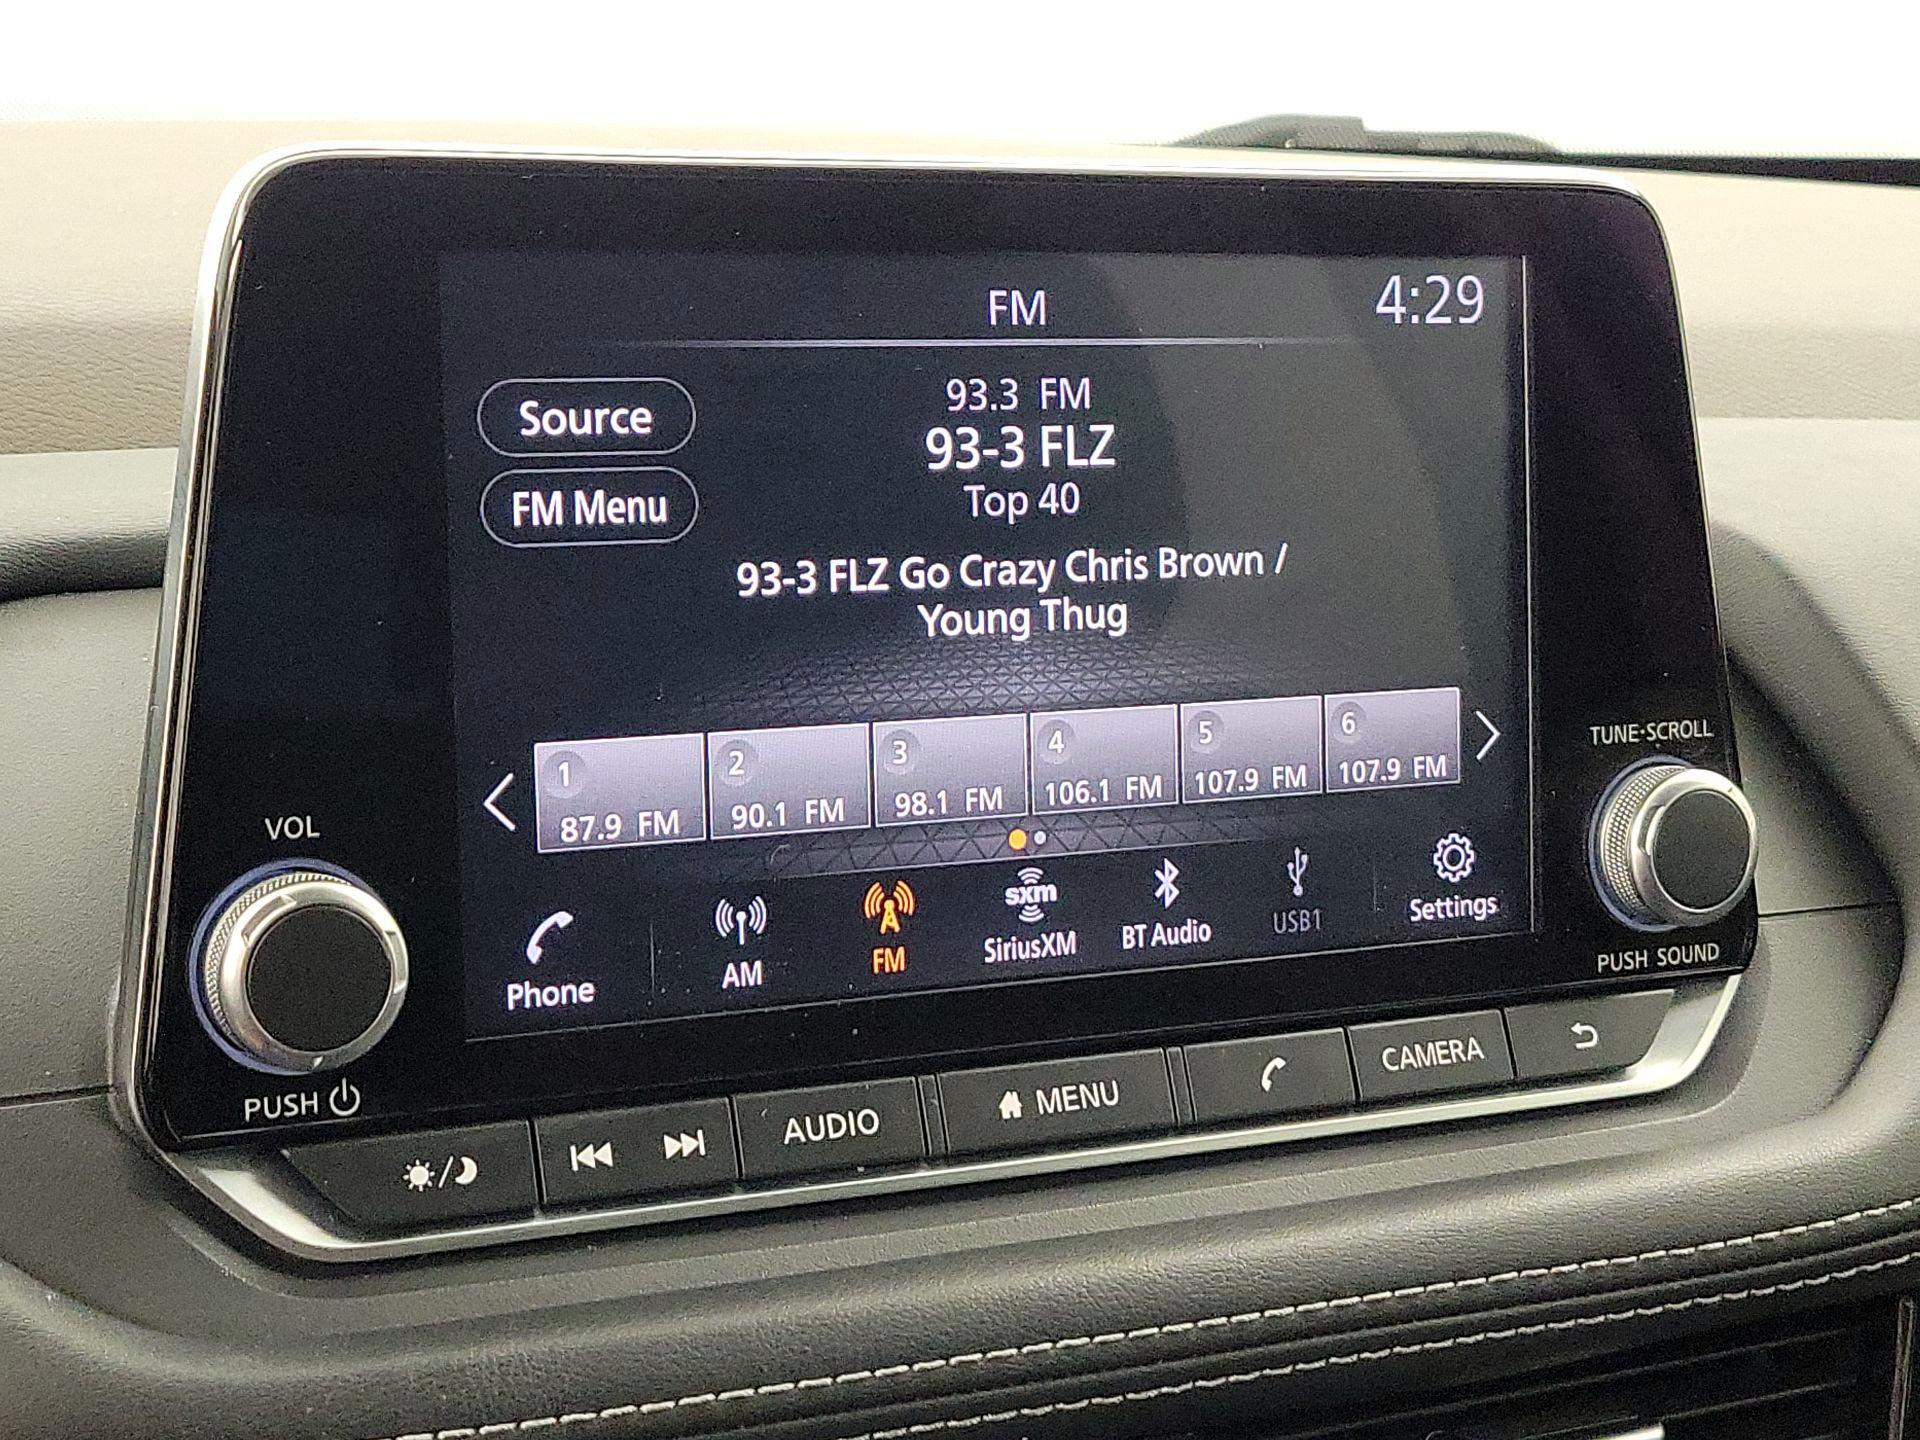 FM
4:29
93.3 FM
Source
93-3 FLZ
Top 40
FM Menu
93-3 FLZ Go Crazy Chris Brown /
Young Thug
1
87.9 FM
2
90.1 FM
3
98.1 FM
4
106.1 FM
5
107.9 FM
6
107.9 FM
Phone
AM
FM
sxm
SiriusXM
BT Audio
USB1
Settings
VOL
PUSH
TUNE·SCROLL
PUSH SOUND
AUDIO
MENU
CAMERA